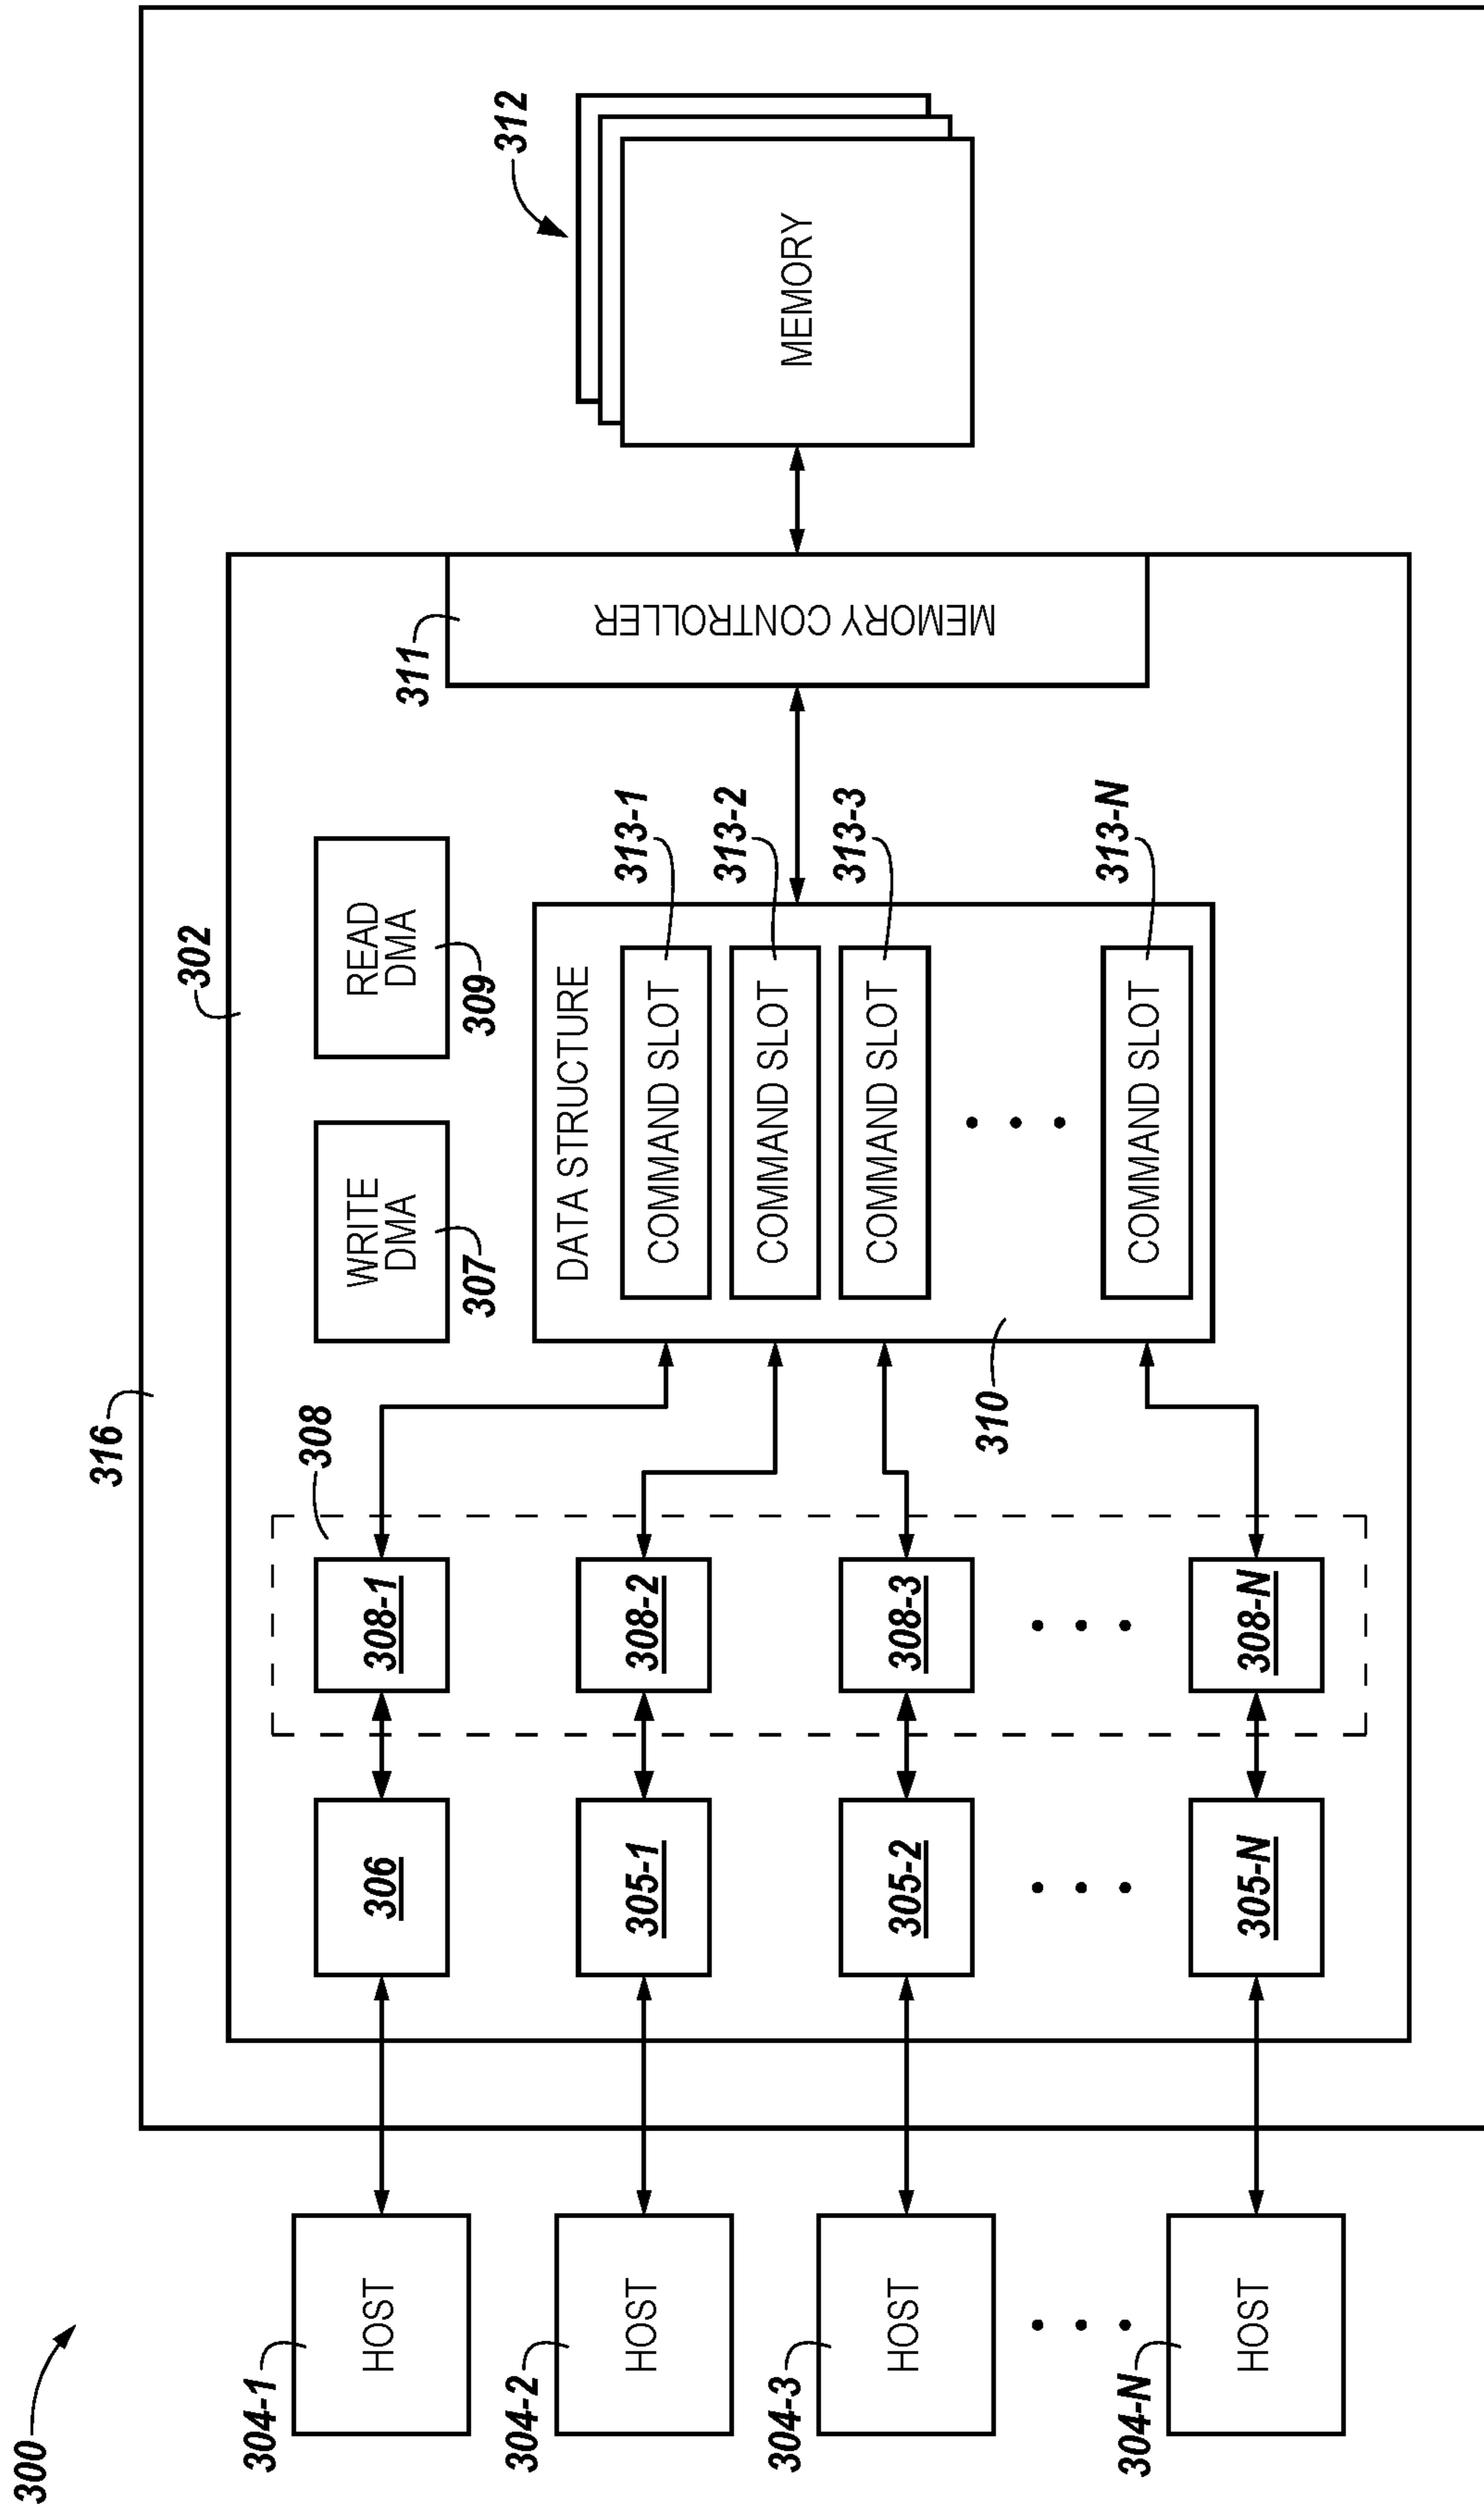 300
316
302
304-1
HOST
304-2
HOST
304-3
HOST
304-N
HOST
306
305-1
305-2
305-N
308
308-1
308-2
308-3
308-N
WRITE
DMA
307
READ
DMA
309
DATA STRUCTURE
COMMAND SLOT
313-1
COMMAND SLOT
313-2
COMMAND SLOT
313-3
COMMAND SLOT
313-N
310
311
MEMORY CONTROLLER
312
MEMORY